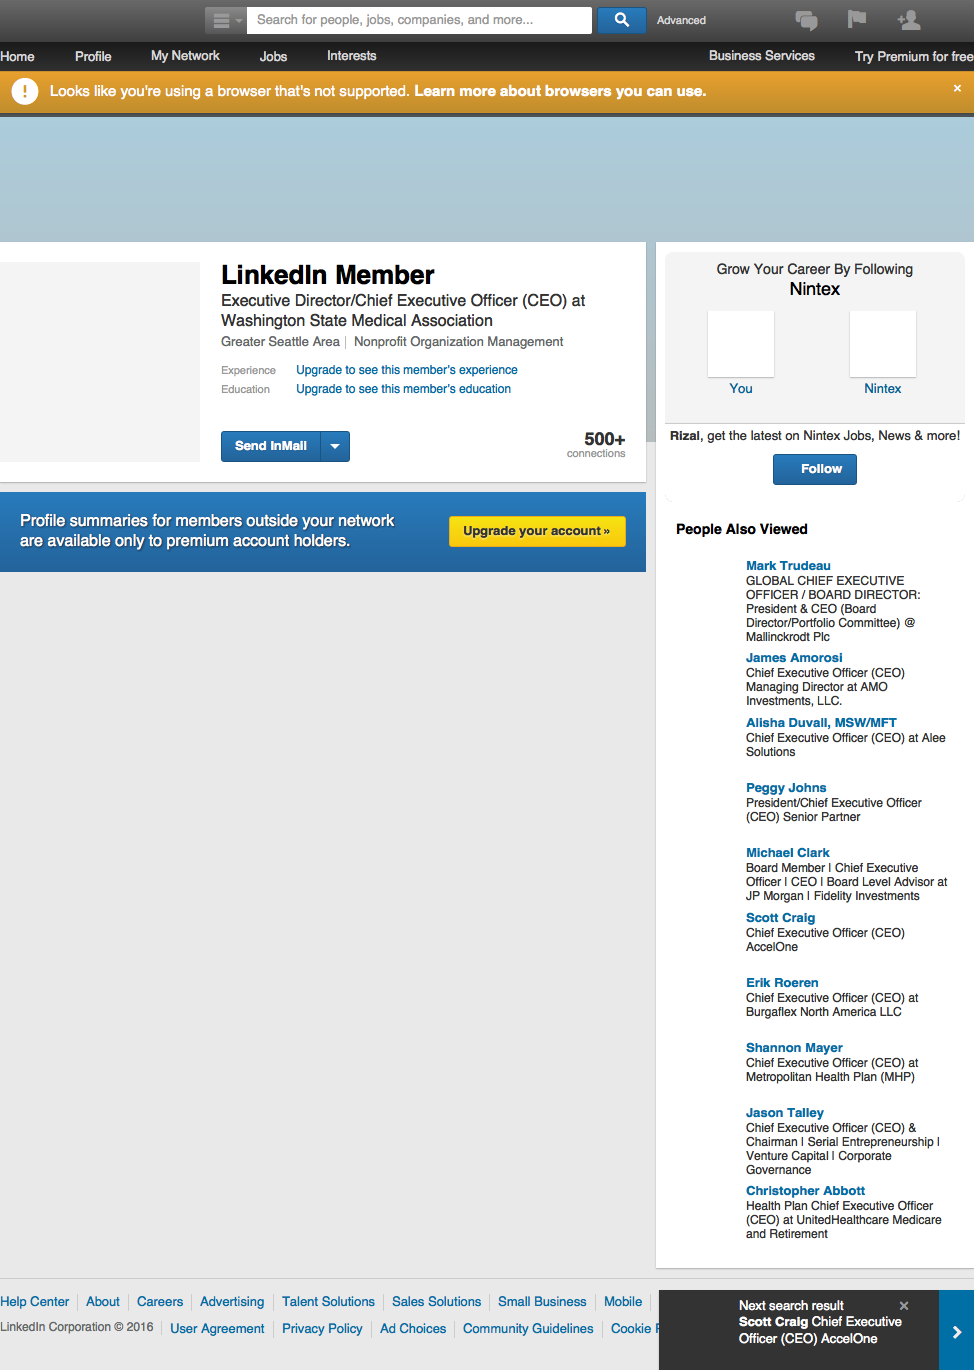 Search for people, jobs, companies, and more...
Advanced
Home
Profile
My Network
Jobs
Interests
Business Services
Try Premium for free
Looks like you're using a browser that's not supported. Learn more about browsers you can use.
×
LinkedIn Member
Executive Director/Chief Executive Officer (CEO) at
Washington State Medical Association
Greater Seattle Area
Nonprofit Organization Management
Experience
Upgrade to see this member's experience
Education
Upgrade to see this member's education
Send InMail
500+
connections
Profile summaries for members outside your network
are available only to premium account holders.
Upgrade your account »
Grow Your Career By Following
Nintex
You
Nintex
Rizal, get the latest on Nintex Jobs, News & more!
Follow
People Also Viewed
Mark Trudeau
GLOBAL CHIEF EXECUTIVE
OFFICER / BOARD DIRECTOR:
President & CEO (Board
Director/Portfolio Committee) @
Mallinckrodt Plc
James Amorosi
Chief Executive Officer (CEO)
Managing Director at AMO
Investments, LLC.
Alisha Duvall, MSW/MFT
Chief Executive Officer (CEO) at Alee
Solutions
Peggy Johns
President/Chief Executive Officer
(CEO) Senior Partner
Michael Clark
Board Member | Chief Executive
Officer | CEO | Board Level Advisor at
JP Morgan | Fidelity Investments
Scott Craig
Chief Executive Officer (CEO)
AccelOne
Erik Roeren
Chief Executive Officer (CEO) at
Burgaflex North America LLC
Shannon Mayer
Chief Executive Officer (CEO) at
Metropolitan Health Plan (MHP)
Jason Talley
Chief Executive Officer (CEO) &
Chairman | Serial Entrepreneurship |
Venture Capital | Corporate
Governance
Christopher Abbott
Health Plan Chief Executive Officer
(CEO) at UnitedHealthcare Medicare
and Retirement
Help Center
About
Careers
Advertising
Talent Solutions
Sales Solutions
Small Business
Mobile
LinkedIn Corporation © 2016
User Agreement
Privacy Policy
Ad Choices
Community Guidelines
Cookie
Next search result
×
Scott Craig Chief Executive
Officer (CEO) AccelOne